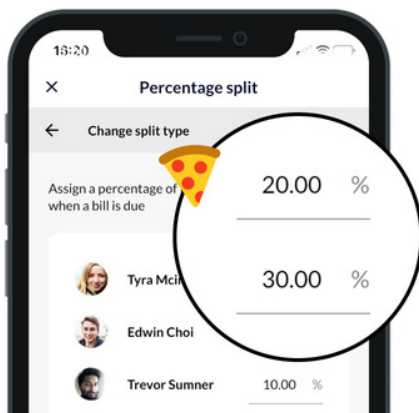 16:20
Percentage split
Change split type
Assign a percentage of
when a bill is due
20.00 %
Tyra
30.00 %
Edwin Choi
Trevor Sumner 10.00 %